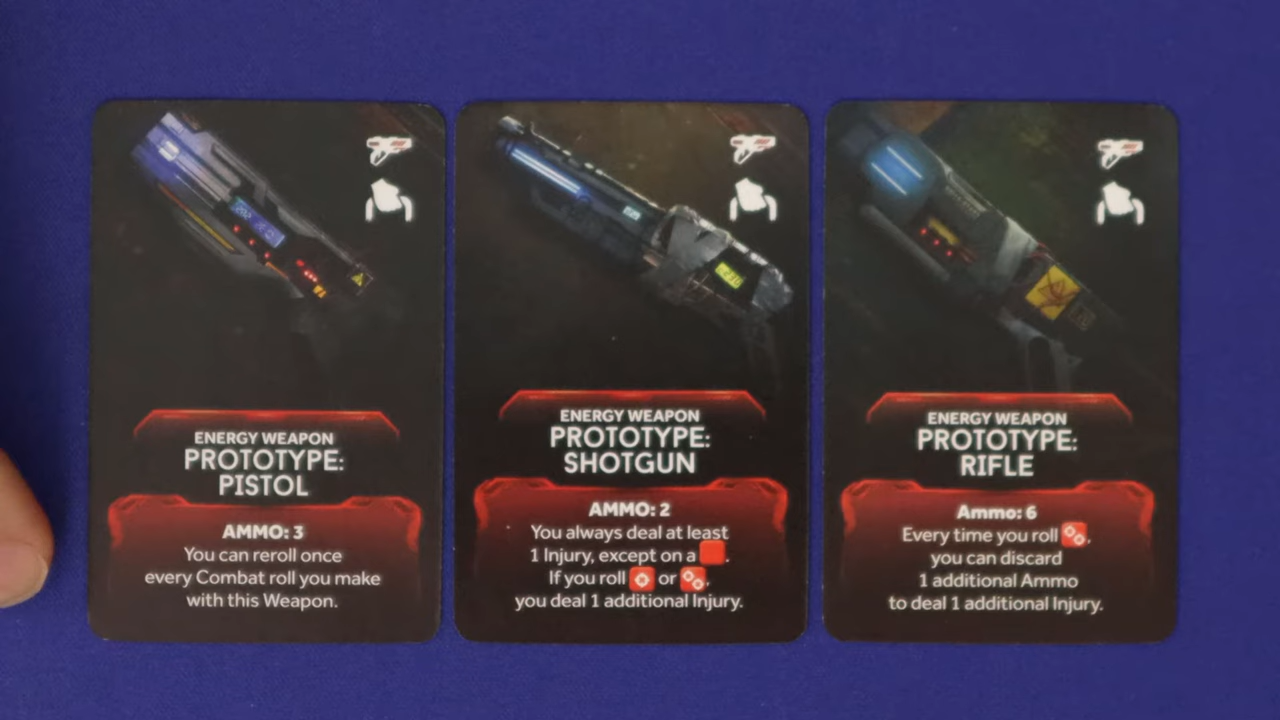 ENERGY WEAPON
PROTOTYPE:
PISTOL
AMMO: 3
You can reroll once
every Combat roll you make
with this Weapon.
ENERGY WEAPON
PROTOTYPE:
SHOTGUN
AMMO: 2
You always deal at least
1 Injury, except on a .
If you roll or ,
you deal 1 additional Injury.
ENERGY WEAPON
PROTOTYPE:
RIFLE
Ammo: 6
Every time you roll ,
you can discard
1 additional Ammo
to deal 1 additional Injury.